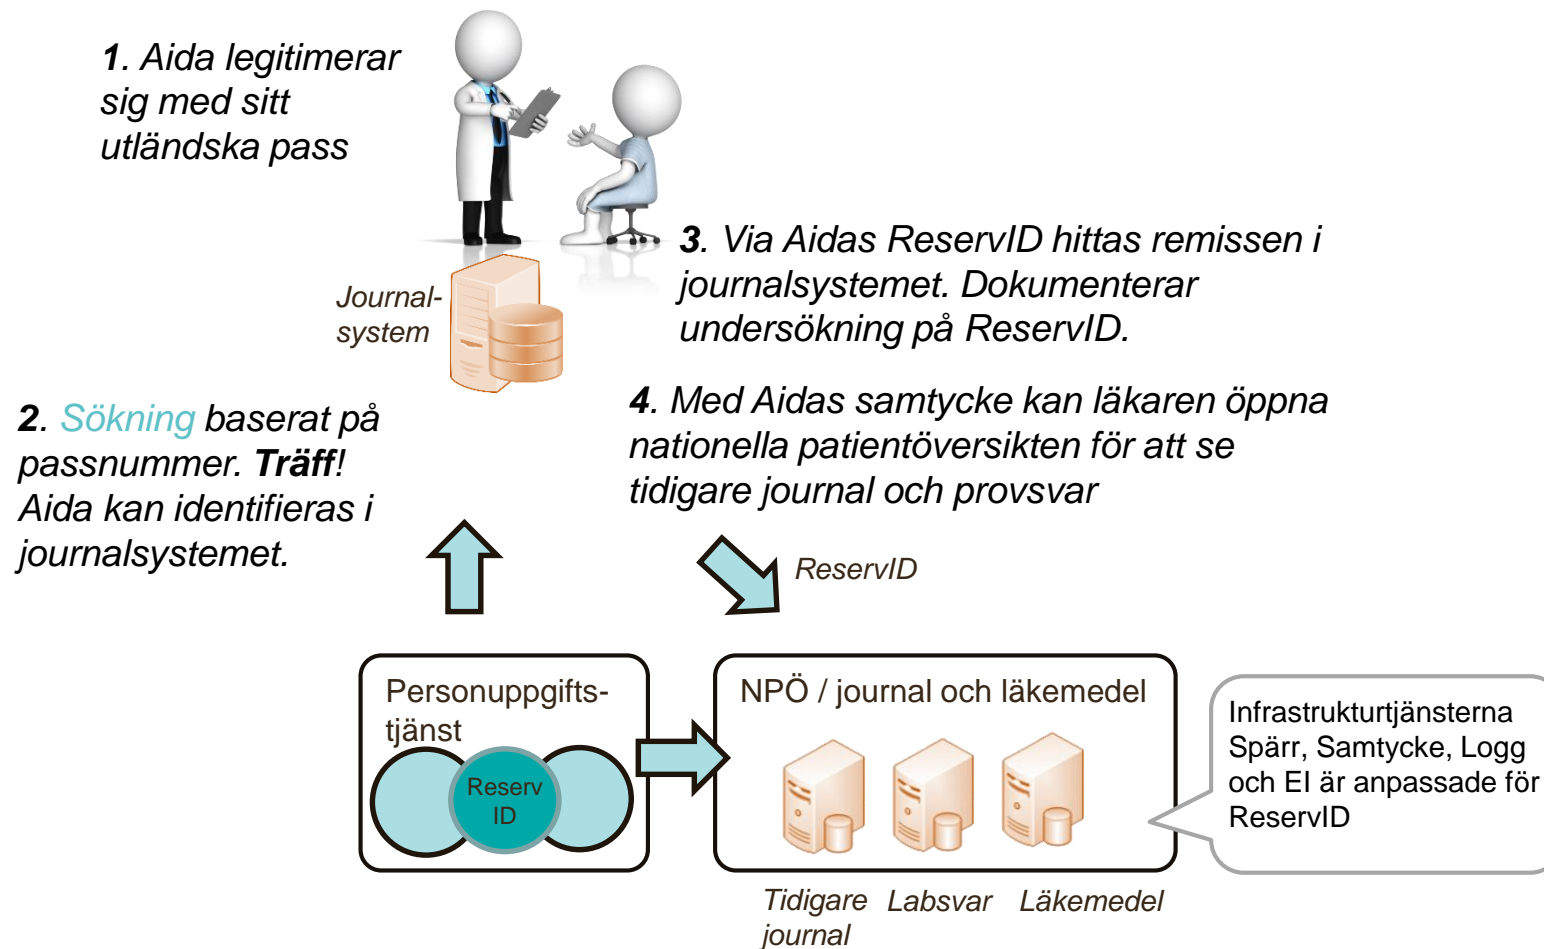 1. Aida legitimerar
sig med sitt
utländska pass
Journal-
system
2. Sökning baserat på
passnummer. Träff!
Aida kan identifieras i
journalsystemet.
3. Via Aidas ReservID hittas remissen i
journalsystemet. Dokumenterar
undersökning på ReservID.
4. Med Aidas samtycke kan läkaren öppna
nationella patientöversikten för att se
tidigare journal och provsvar
ReservID
Personuppgifts-
tjänst
Reserv
ID
NPÖ / journal och läkemedel
Tidigare
journal
Labsvar
Läkemedel
Infrastrukturtjänsterna
Spärr, Samtycke, Logg
och EI är anpassade för
ReservID